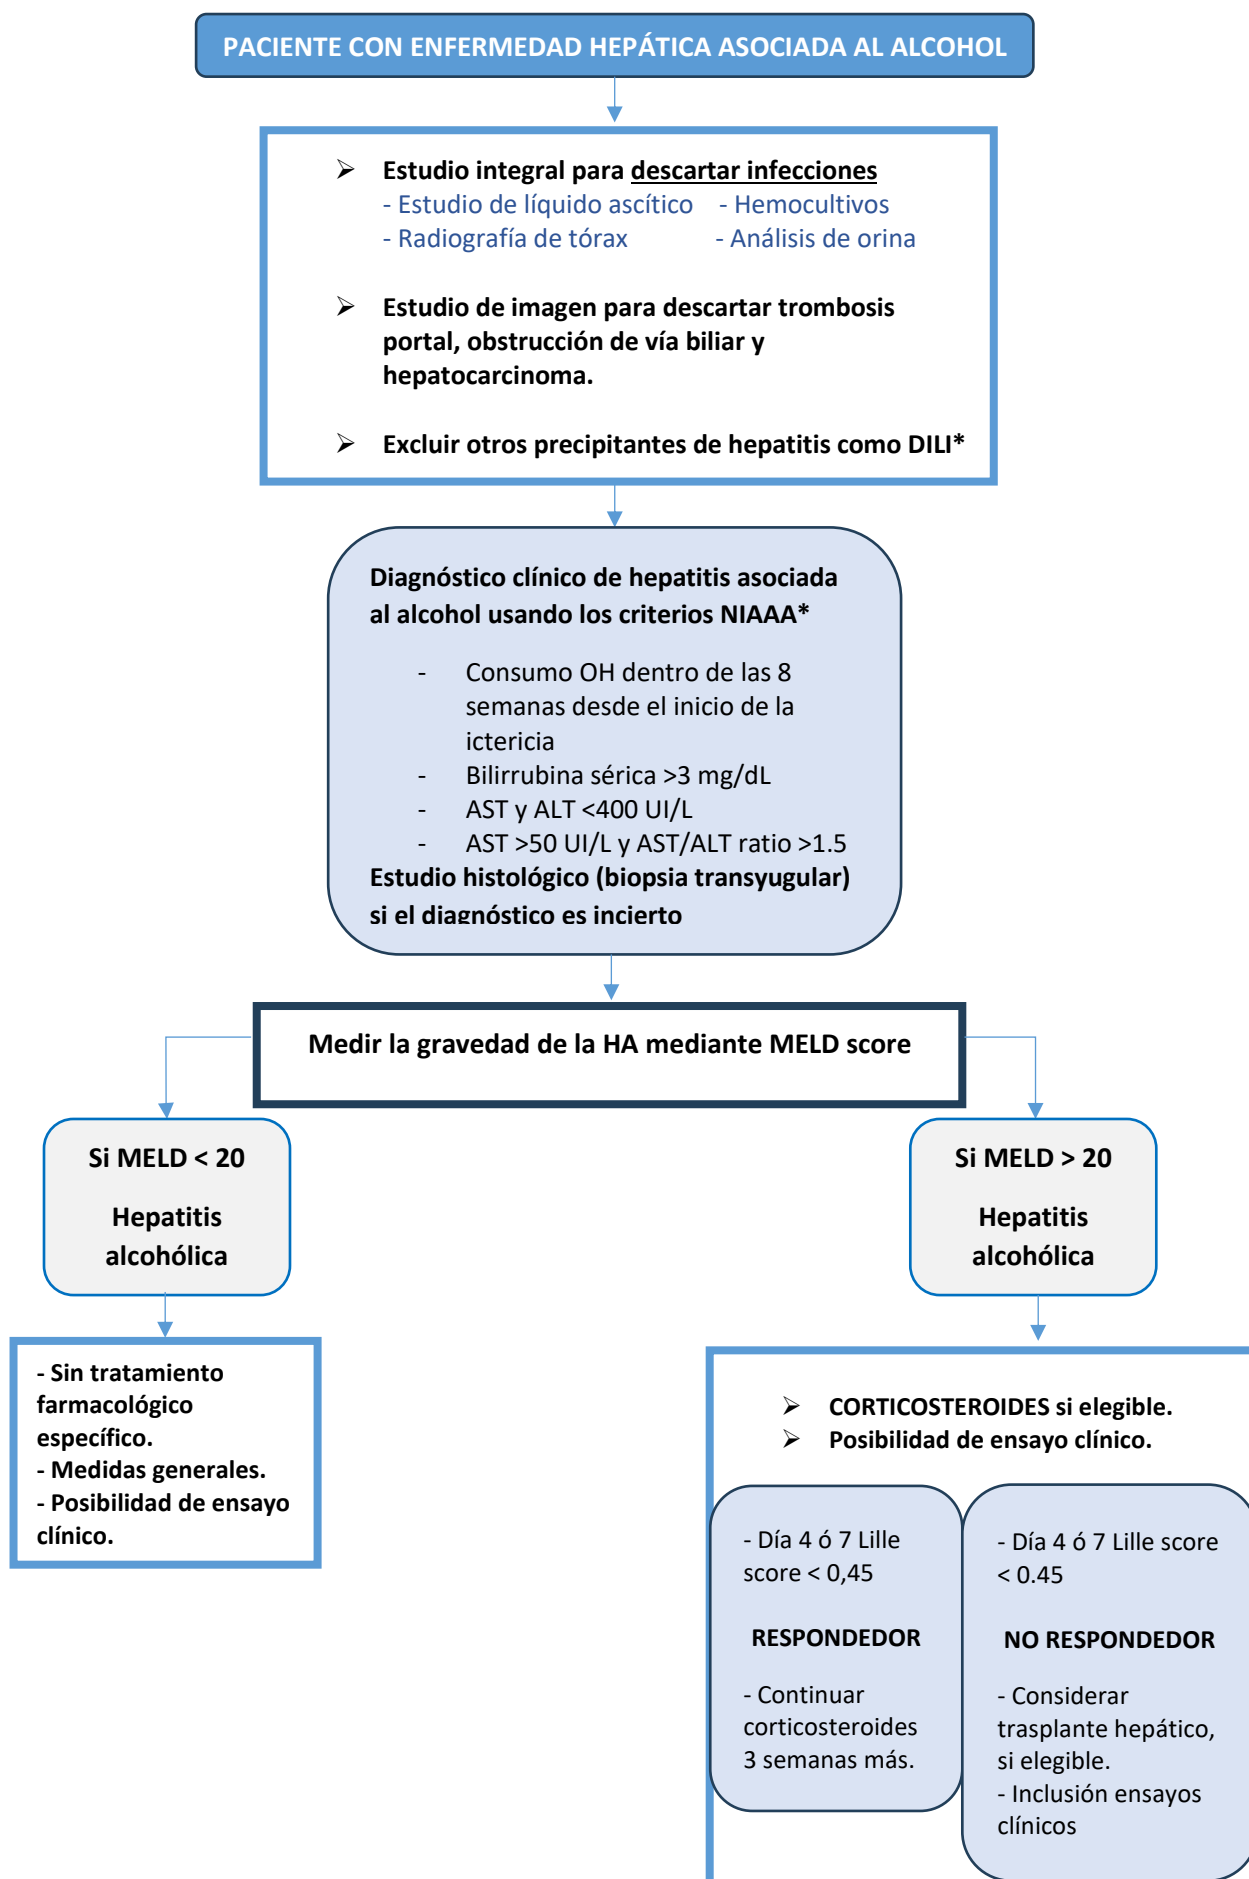 PACIENTE CON ENFERMEDAD HEPÁTICA ASOCIADA AL ALCOHOL
➢ Estudio integral para descartar infecciones
- Estudio de líquido ascítico - Hemocultivos
- Radiografía de tórax - Análisis de orina
➢ Estudio de imagen para descartar trombosis
portal, obstrucción de vía biliar y
hepatocarcinoma.
➢ Excluir otros precipitantes de hepatitis como DILI*
Diagnóstico clínico de hepatitis asociada
al alcohol usando los criterios NIAAA*
- Consumo OH dentro de las 8
semanas desde el inicio de la
ictericia
- Bilirrubina sérica >3 mg/dL
- AST y ALT <400 UI/L
- AST >50 UI/L y AST/ALT ratio >1.5
Estudio histológico (biopsia transyugular)
si el diagnóstico es incierto
Medir la gravedad de la HA mediante MELD score
Si MELD < 20
Hepatitis
alcohólica
- Sin tratamiento
farmacológico
específico.
- Medidas generales.
- Posibilidad de ensayo
clínico.
Si MELD > 20
Hepatitis
alcohólica
➢ CORTICOSTEROIDES si elegible.
➢ Posibilidad de ensayo clínico.
- Día 4 ó 7 Lille
score < 0,45
RESPONDEDOR
- Continuar
corticosteroides
3 semanas más.
- Día 4 ó 7 Lille score
< 0.45
NO RESPONDEDOR
- Considerar
trasplante hepático,
si elegible.
- Inclusión ensayos
clínicos